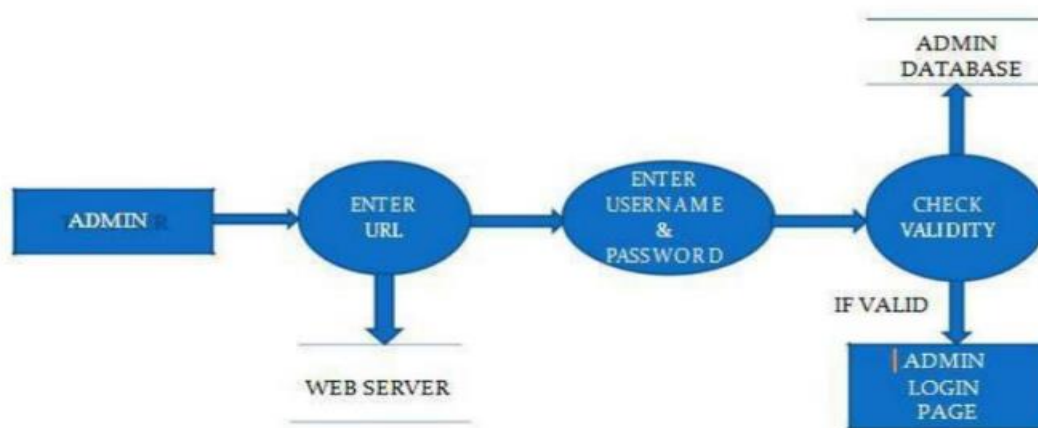 ADMIN
DATABASE
ADMIN
ENTER
URL
ENTER
USERNAME
&
PASSWORD
CHECK
VALIDITY
IF VALID
WEB SERVER
ADMIN
LOGIN
PAGE